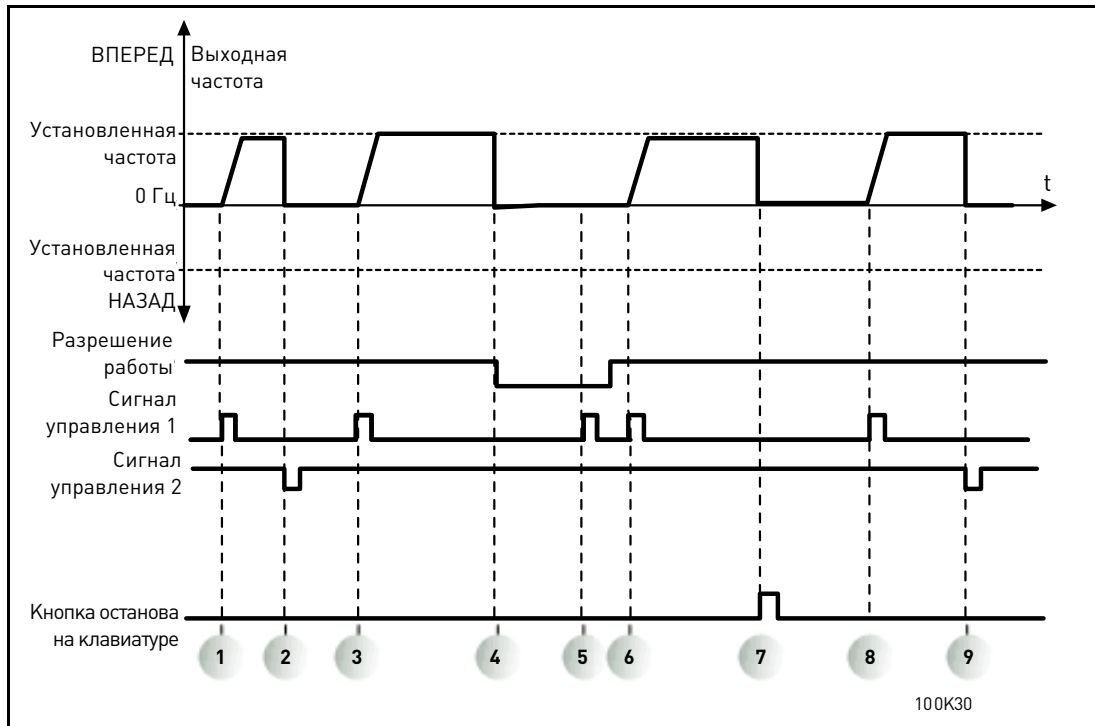 ВПЕРЕД
Выходная
частота
Установленная
частота
0 Гц
t
Установленная
частота
НАЗАД
Разрешение
работы
Сигнал
управления 1
Сигнал
управления 2
Кнопка останова
на клавиатуре
1 2 3 4 5 6 7 8 9
100K30